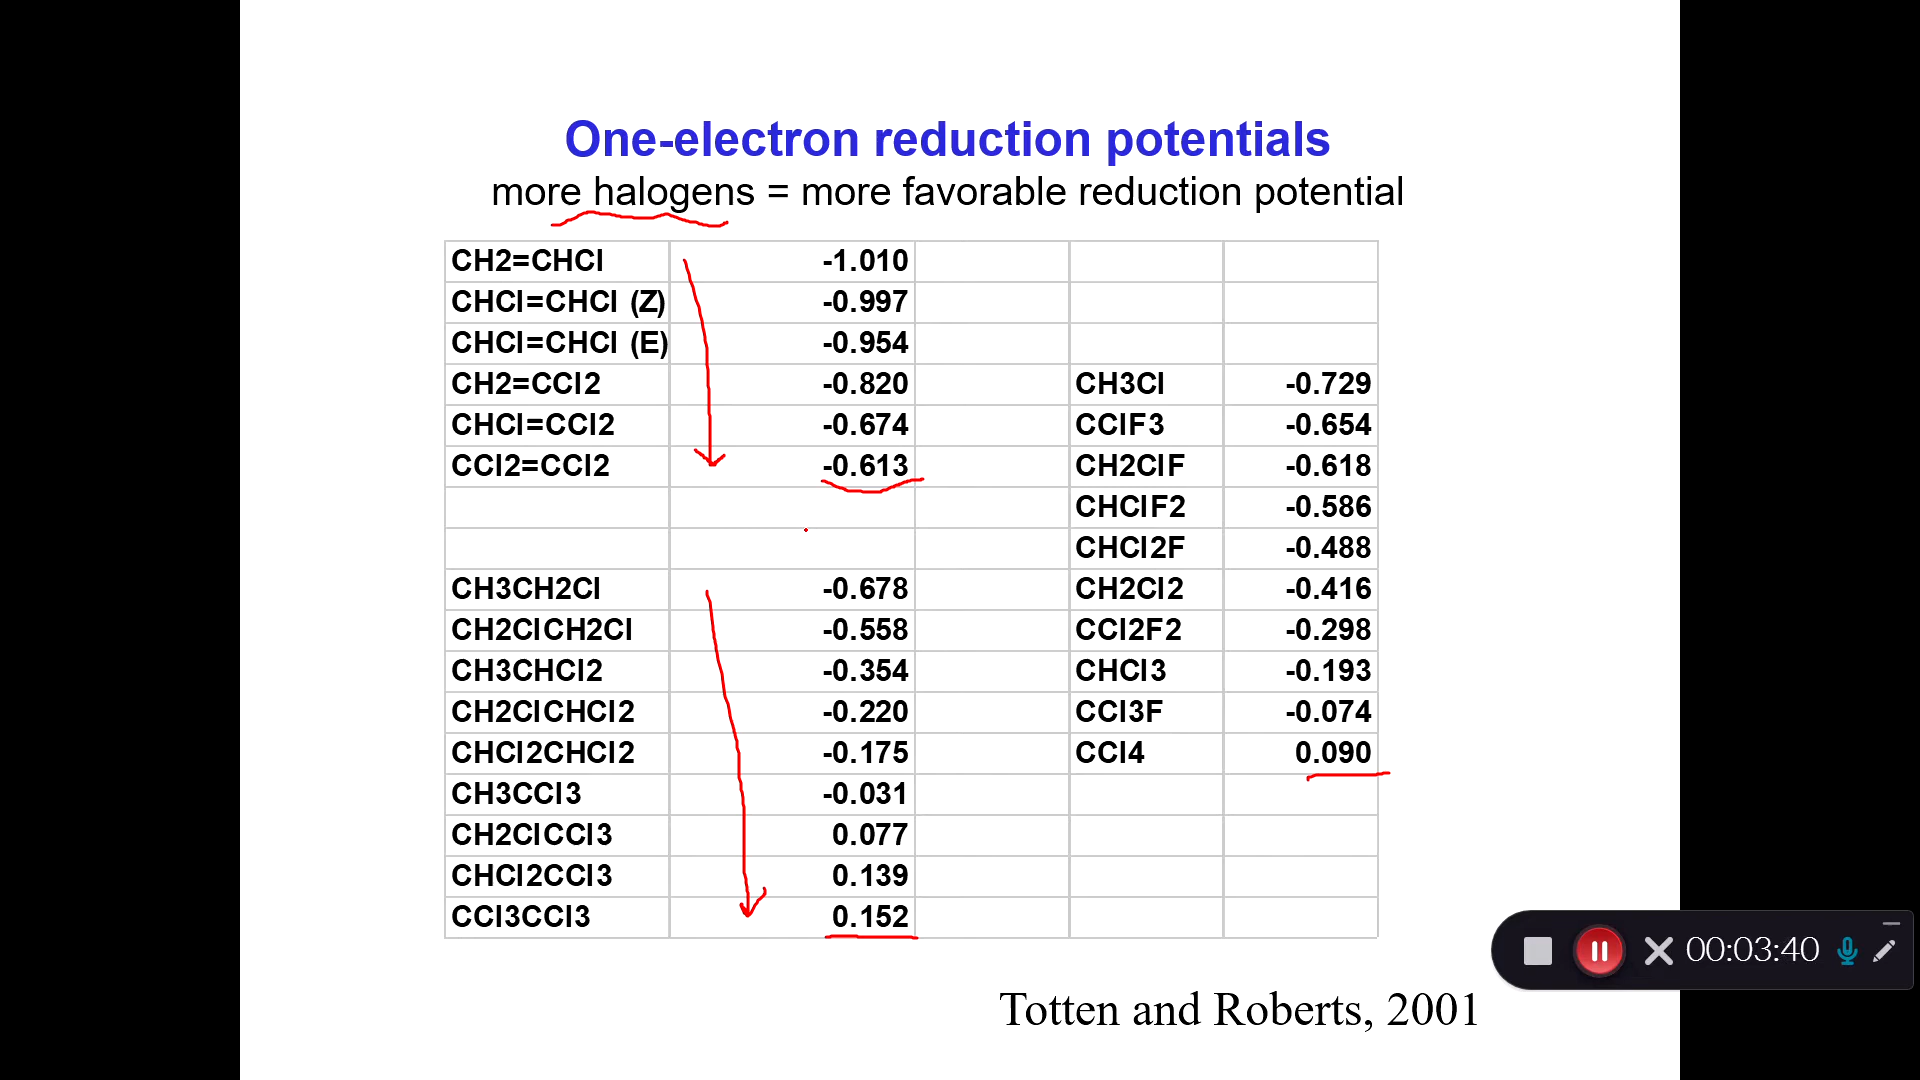 One-electron reduction potentials
more halogens = more favorable reduction potential
CH2=CHCl -1.010
CHCl=CHCl (Z) -0.997
CHCl=CHCl (E) -0.954
CH2=CCl2 -0.820 CH3Cl -0.729
CHCl=CCl2 -0.674 CClF3 -0.654
CCl2=CCl2 -0.613 CH2ClF -0.618
CHClF2 -0.586
CHCl2F -0.488
CH3CH2Cl -0.678 CH2Cl2 -0.416
CH2ClCH2Cl -0.558 CCl2F2 -0.298
CH3CHCl2 -0.354 CHCl3 -0.193
CH2ClCHCl2 -0.220 CCl3F -0.074
CHCl2CHCl2 -0.175 CCl4 0.090
CH3CCl3 -0.031
CH2ClCCl3 0.077
CHCl2CCl3 0.139
CCl3CCl3 0.152
00:03:40
Totten and Roberts, 2001